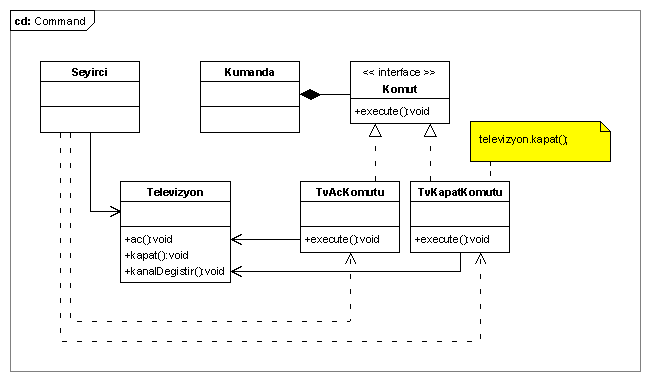 cd: Command
Seyirci
Kumanda
<< interface >>
Komut
+execute():void
televizyon.kapat();
Televizyon
+ac():void
+kapat():void
+kanalDegistir():void
TvAcKomutu
+execute():void
TvKapatKomutu
+execute():void